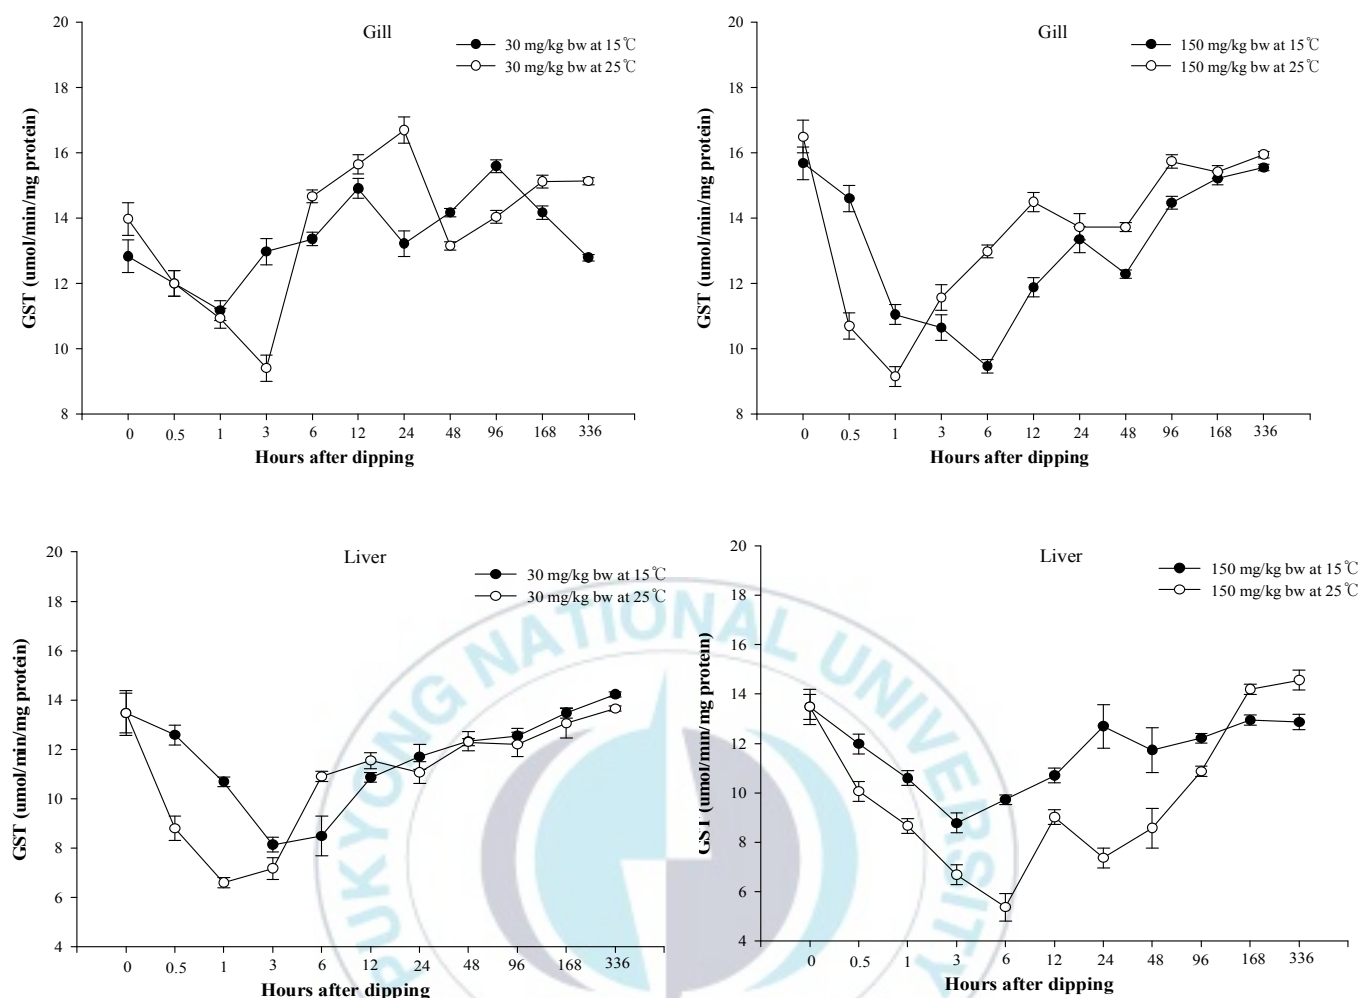 Gill
30 mg/kg bw at 15℃
30 mg/kg bw at 25℃
GST (umol/min/mg protein)
20
18
16
14
12
10
8
0 0.5 1 3 6 12 24 48 96 168 336
Hours after dipping
Gill
150 mg/kg bw at 15℃
150 mg/kg bw at 25℃
GST (umol/min/mg protein)
20
18
16
14
12
10
8
0 0.5 1 3 6 12 24 48 96 168 336
Hours after dipping
Liver
30 mg/kg bw at 15℃
30 mg/kg bw at 25℃
GST (umol/min/mg protein)
20
18
16
14
12
10
8
6
4
0 0.5 1 3 6 12 24 48 96 168 336
Hours after dipping
Liver
150 mg/kg bw at 15℃
150 mg/kg bw at 25℃
GST (umol/min/mg protein)
20
18
16
14
12
10
8
6
4
0 0.5 1 3 6 12 24 48 96 168 336
Hours after dipping
PUKYONG NATIONAL UNIVERSITY